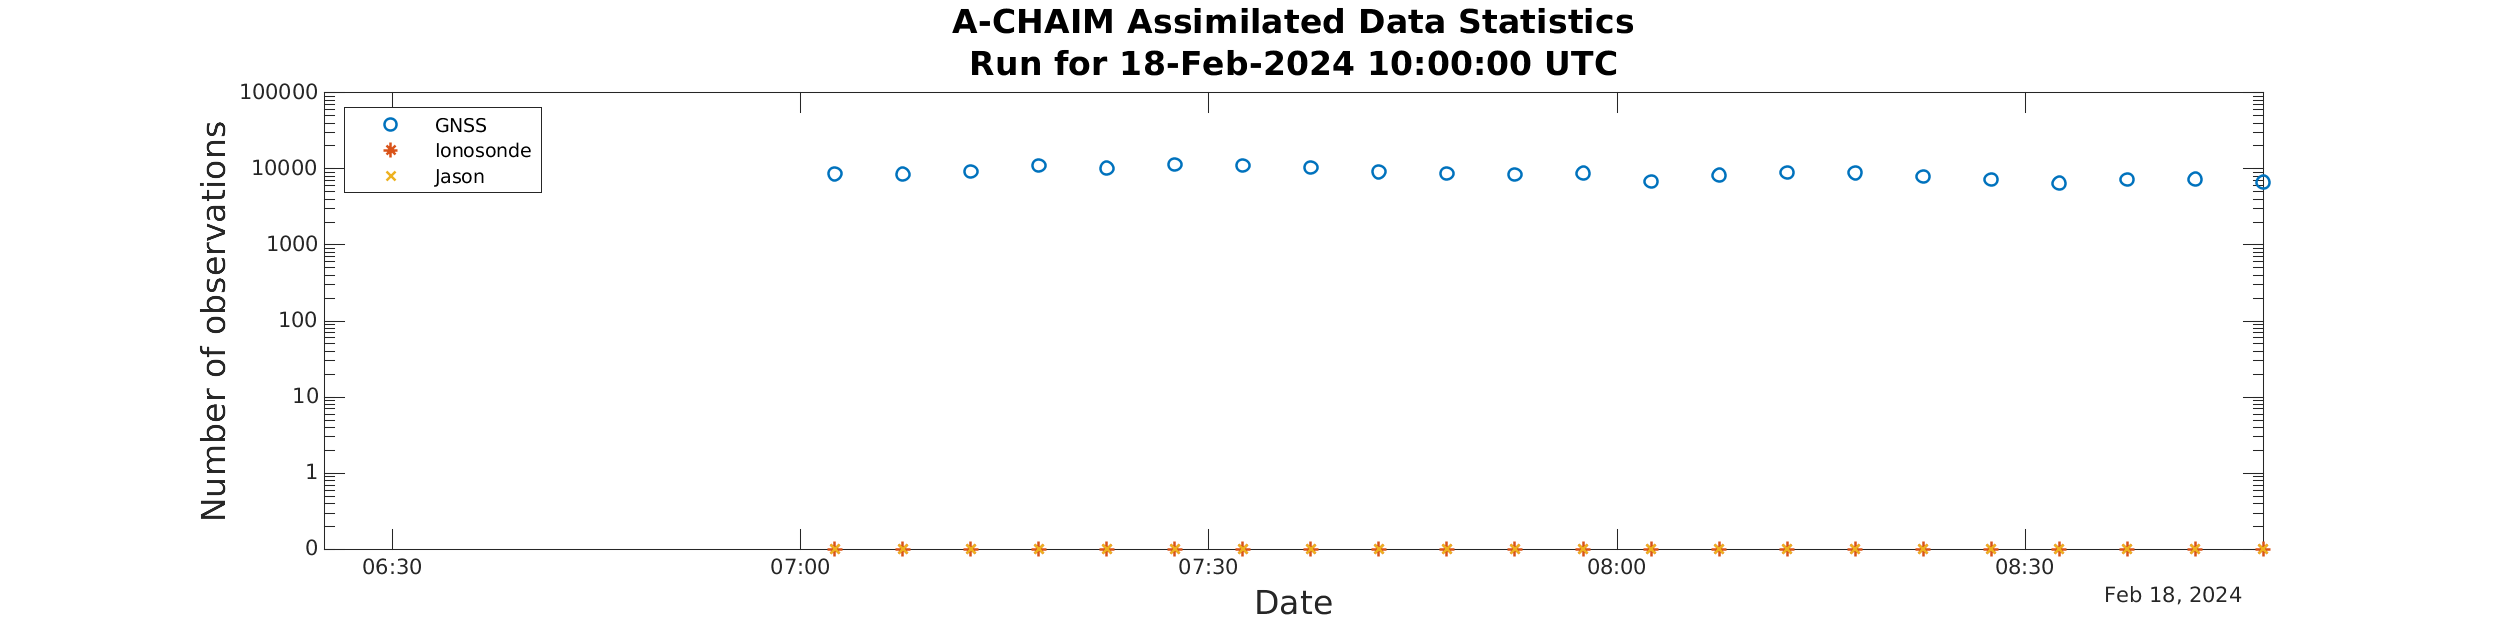 A-CHAIM Assimilated Data Statistics
Run for 18-Feb-2024 10:00:00 UTC
100000
10000
1000
100
10
1
0
Number of observations
GNSS
Ionosonde
Jason
06:30 07:00 07:30 08:00 08:30
Feb 18, 2024
Date